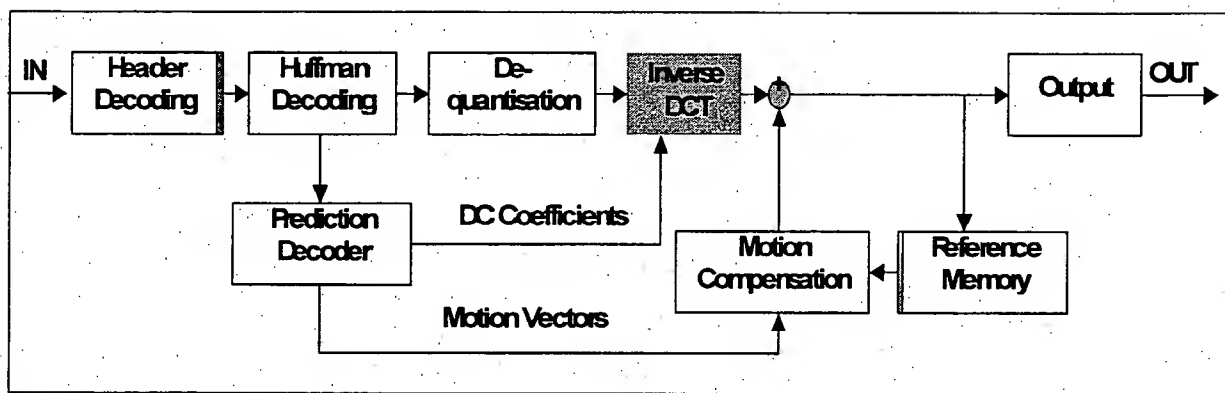 IN
Header
Decoding
Huffman
Decoding
De-
quantisation
Inverse
DCT
+
Output
OUT
Prediction
Decoder
DC Coefficients
Motion
Compensation
Reference
Memory
Motion Vectors